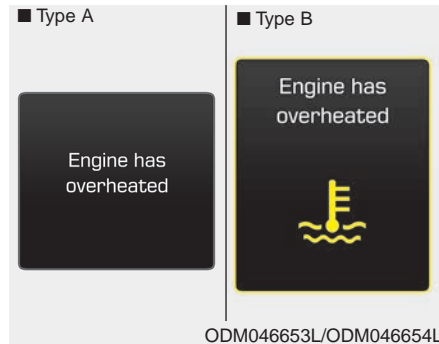 ■ Type A
Engine has
overheated
■ Type B
Engine has
overheated
ODM046653L/ODM046654L